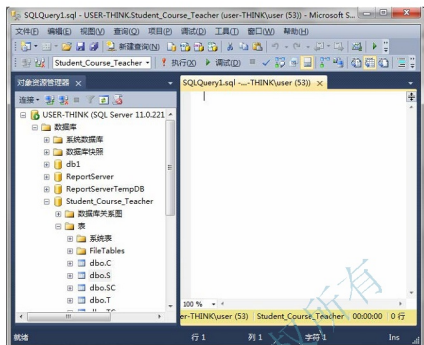 SQLQuery1.sql - USER-THINK.Student_Course_Teacher (user-THINK\user (53)) - Microsoft S...
文件(F) 编辑(E) 视图(V) 查询(Q) 项目(P) 调试(D) 工具(T) 窗口(W) 帮助(H)
新建查询(N)
Student_Course_Teacher 执行(X) 调试(D)
对象资源管理器
SQLQuery1.sql -...-THINK\user (53))
连接
USER-THINK (SQL Server 11.0.221
数据库
系统数据库
数据库快照
db1
ReportServer
ReportServerTempDB
Student_Course_Teacher
数据库关系图
表
系统表
FileTables
dbo.C
dbo.S
dbo.SC
dbo.T
100 %
er-THINK\user (53) Student_Course_Teacher 00:00:00 0 行
就绪 行 1 列 1 字符 1 Ins